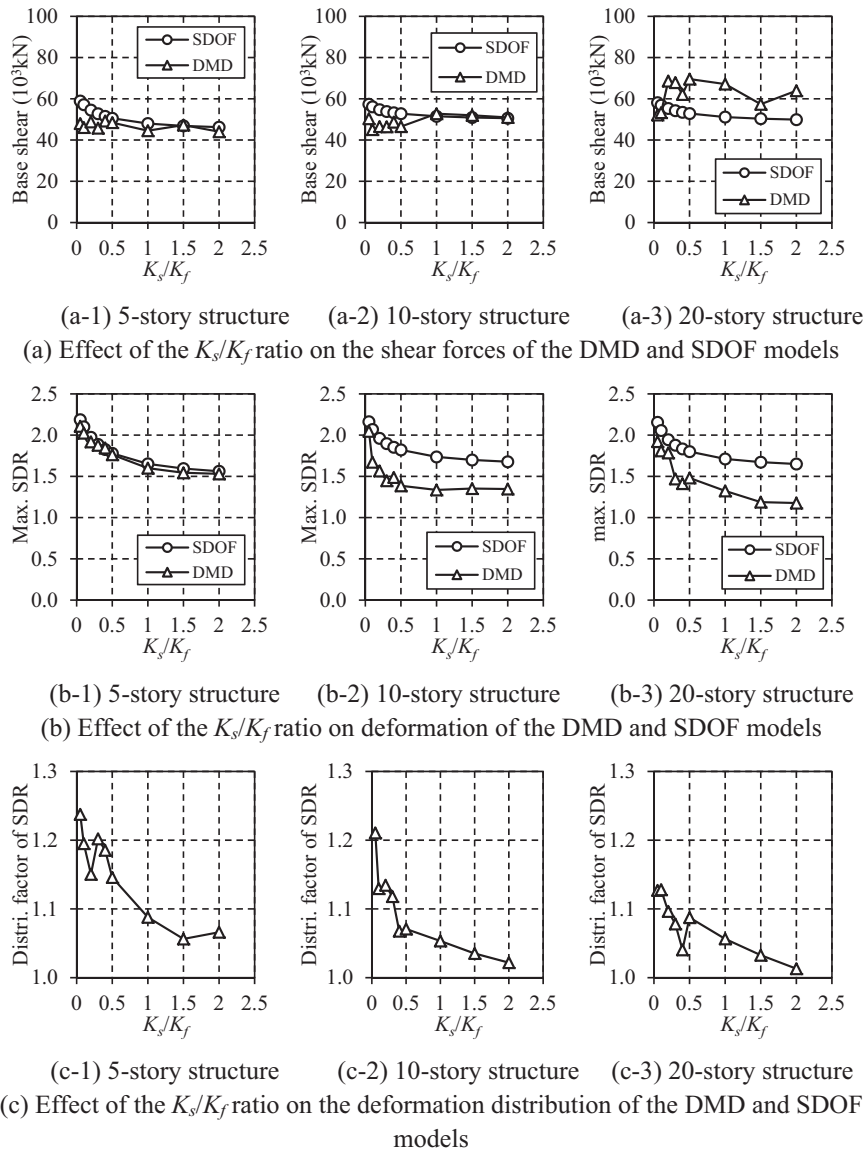 100
80
60
40
20
0
Base shear (10³kN)
SDOF
DMD
0 0.5 1 1.5 2 2.5
Kₛ/K_f
100
80
60
40
20
0
Base shear (10³kN)
SDOF
DMD
0 0.5 1 1.5 2 2.5
Kₛ/K_f
100
80
60
40
20
0
Base shear (10³kN)
SDOF
DMD
0 0.5 1 1.5 2 2.5
Kₛ/K_f
(a-1) 5-story structure
(a-2) 10-story structure
(a-3) 20-story structure
(a) Effect of the Kₛ/K_f ratio on the shear forces of the DMD and SDOF models
2.5
2.0
1.5
1.0
0.5
0.0
Max. SDR
SDOF
DMD
0 0.5 1 1.5 2 2.5
Kₛ/K_f
2.5
2.0
1.5
1.0
0.5
0.0
Max. SDR
SDOF
DMD
0 0.5 1 1.5 2 2.5
Kₛ/K_f
2.5
2.0
1.5
1.0
0.5
0.0
max. SDR
SDOF
DMD
0 0.5 1 1.5 2 2.5
Kₛ/K_f
(b-1) 5-story structure
(b-2) 10-story structure
(b-3) 20-story structure
(b) Effect of the Kₛ/K_f ratio on deformation of the DMD and SDOF models
1.3
1.2
1.1
1.0
Distri. factor of SDR
0 0.5 1 1.5 2 2.5
Kₛ/K_f
1.3
1.2
1.1
1.0
Distri. factor of SDR
0 0.5 1 1.5 2 2.5
Kₛ/K_f
1.3
1.2
1.1
1.0
Distri. factor of SDR
0 0.5 1 1.5 2 2.5
Kₛ/K_f
(c-1) 5-story structure
(c-2) 10-story structure
(c-3) 20-story structure
(c) Effect of the Kₛ/K_f ratio on the deformation distribution of the DMD and SDOF
models